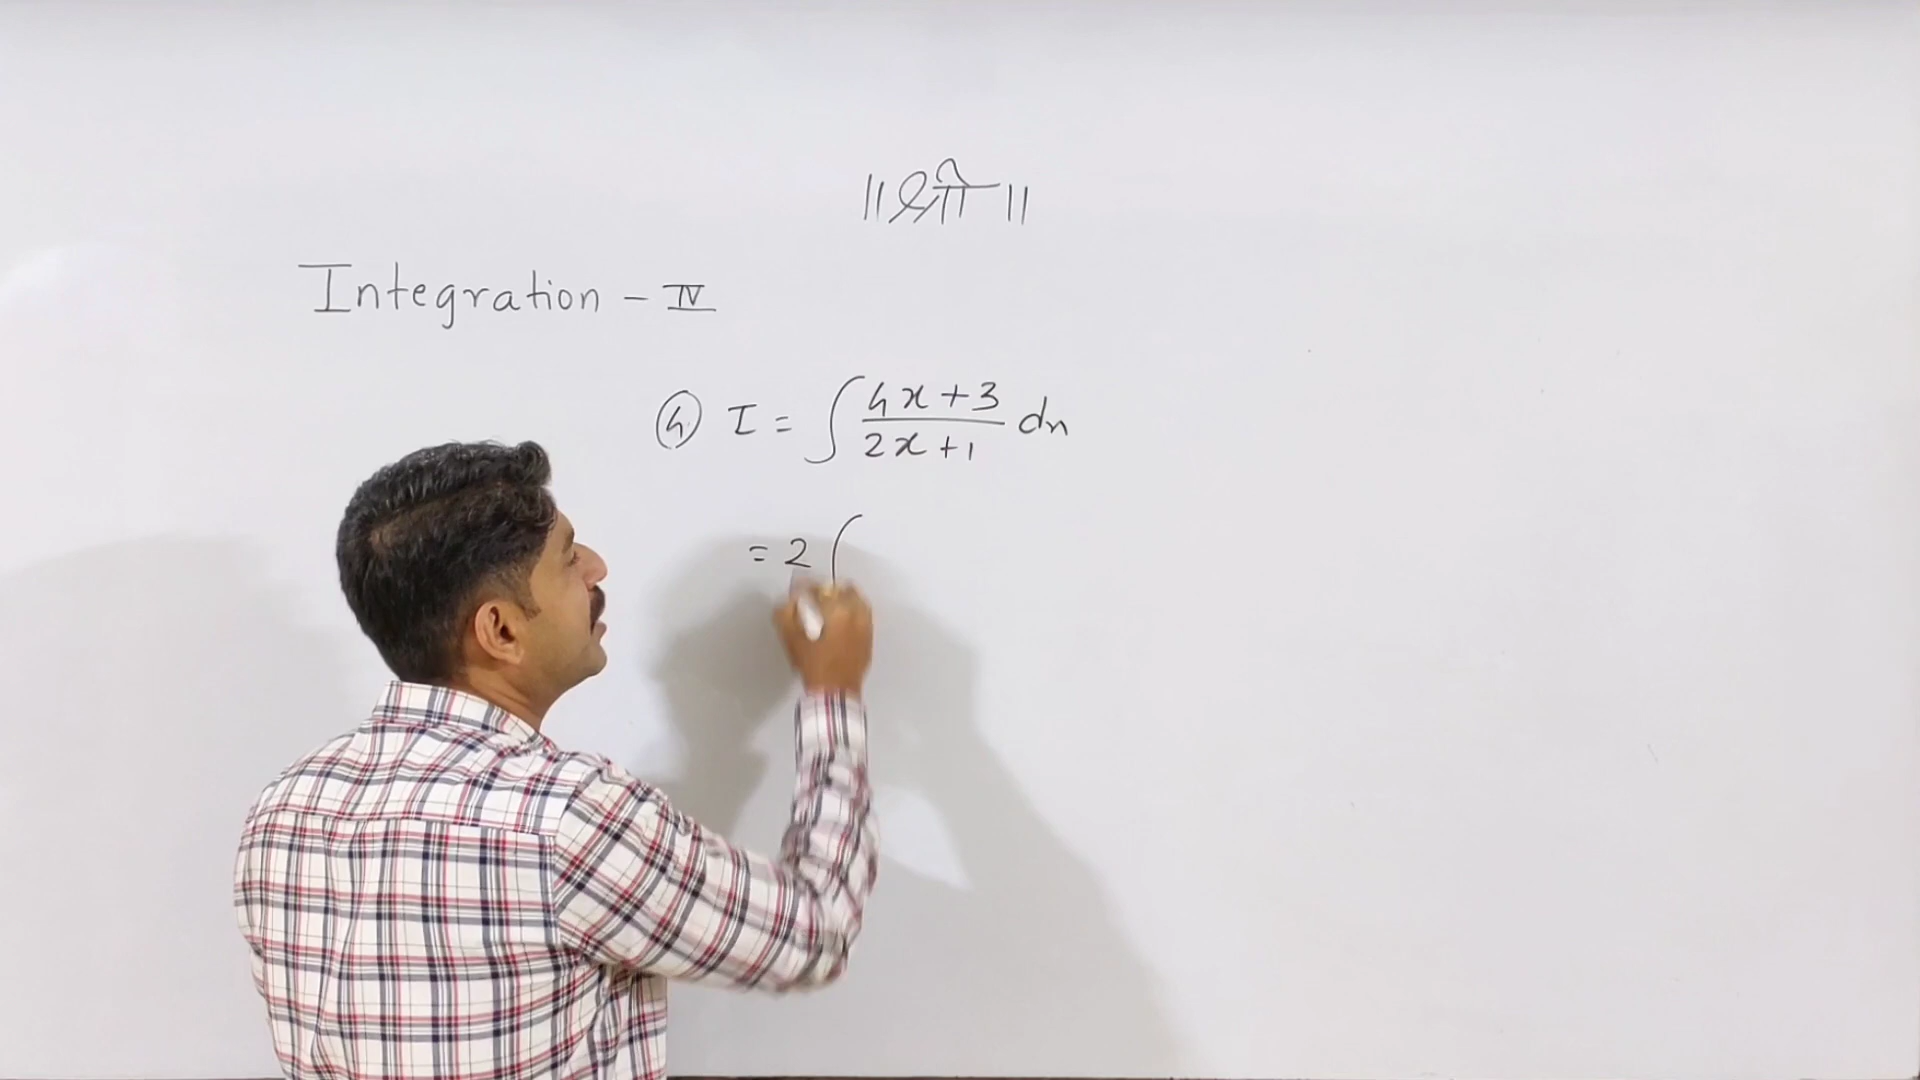 ॥ श्री ॥
Integration - IV
④ I = ∫ (4x+3)/(2x+1) dx
= 2 ∫